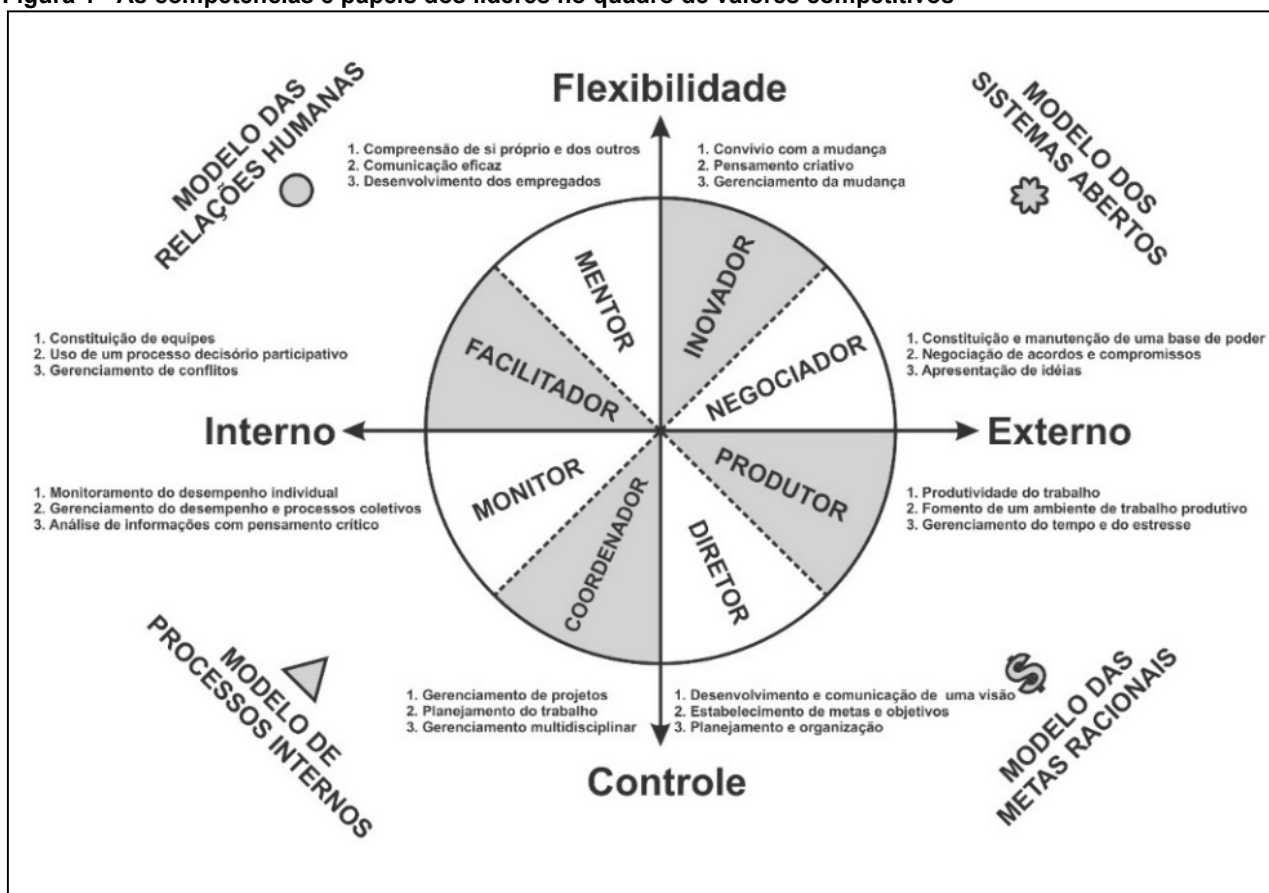 Figura 1 - As competências e papéis dos líderes no quadro de valores competitivos
Flexibilidade
MODELO DAS
RELAÇÕES HUMANAS
MODELO DOS
SISTEMAS ABERTOS
1. Compreensão de si próprio e dos outros
2. Comunicação eficaz
3. Desenvolvimento dos empregados
1. Convívio com a mudança
2. Pensamento criativo
3. Gerenciamento da mudança
MENTOR
INOVADOR
1. Constituição de equipes
2. Uso de um processo decisório participativo
3. Gerenciamento de conflitos
FACILITADOR
NEGOCIADOR
1. Constituição e manutenção de uma base de poder
2. Negociação de acordos e compromissos
3. Apresentação de idéias
Interno
Externo
1. Monitoramento do desempenho individual
2. Gerenciamento do desempenho e processos coletivos
3. Análise de informações com pensamento crítico
MONITOR
PRODUTOR
1. Produtividade do trabalho
2. Fomento de um ambiente de trabalho produtivo
3. Gerenciamento do tempo e do estresse
COORDENADOR
DIRETOR
MODELO DE
PROCESSOS INTERNOS
1. Gerenciamento de projetos
2. Planejamento do trabalho
3. Gerenciamento multidisciplinar
1. Desenvolvimento e comunicação de uma visão
2. Estabelecimento de metas e objetivos
3. Planejamento e organização
MODELO DAS
METAS RACIONAIS
Controle